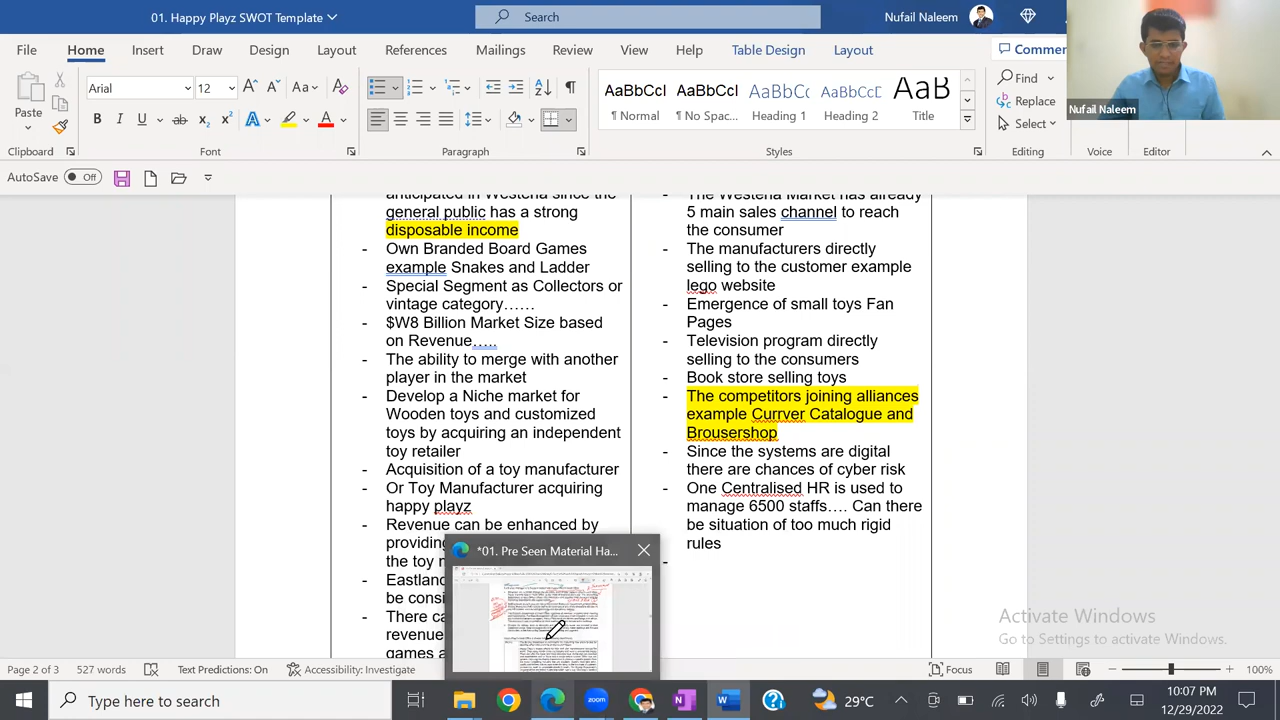 01. Happy Playz SWOT Template
Search
Nufail Naleem
File
Home
Insert
Draw
Design
Layout
References
Mailings
Review
View
Help
Table Design
Layout
Commen
Paste
Clipboard
Arial
12
Font
Paragraph
AaBbCcI
¶ Normal
AaBbCcI
¶ No Spac...
AaBbCc
Heading 1
AaBbCcD
Heading 2
AaB
Title
Styles
Find
Replace
Select
Editing
Voice
Editor
Nufail Naleem
AutoSave
Off
anticipated in Westeria since the
general public has a strong
disposable income
- Own Branded Board Games
example Snakes and Ladder
- Special Segment as Collectors or
vintage category……
- $W8 Billion Market Size based
on Revenue…..
- The ability to merge with another
player in the market
- Develop a Niche market for
Wooden toys and customized
toys by acquiring an independent
toy retailer
- Acquisition of a toy manufacturer
- Or Toy Manufacturer acquiring
happy playz
- Revenue can be enhanced by
providing
the toy m
- Eastland
be consi
- There ca
revenue
games a
- The Westeria Market has already
5 main sales channel to reach
the consumer
- The manufacturers directly
selling to the customer example
lego website
- Emergence of small toys Fan
Pages
- Television program directly
selling to the consumers
- Book store selling toys
- The competitors joining alliances
example Currver Catalogue and
Brousershop
- Since the systems are digital
there are chances of cyber risk
- One Centralised HR is used to
manage 6500 staffs…. Can there
be situation of too much rigid
rules
-
*01. Pre Seen Material Ha...
Activate Windows
Go to Settings to activate Windows
Page 2 of 3
527 words
Text Predictions: On
Accessibility: Investigate
Focus
100%
Type here to search
zoom
29°C
10:07 PM
12/29/2022